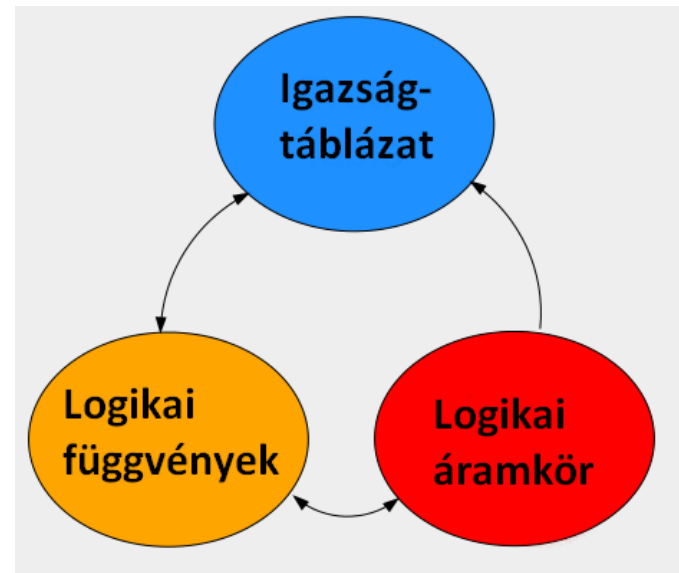 Igazság-
táblázat
Logikai
függvények
Logikai
áramkör